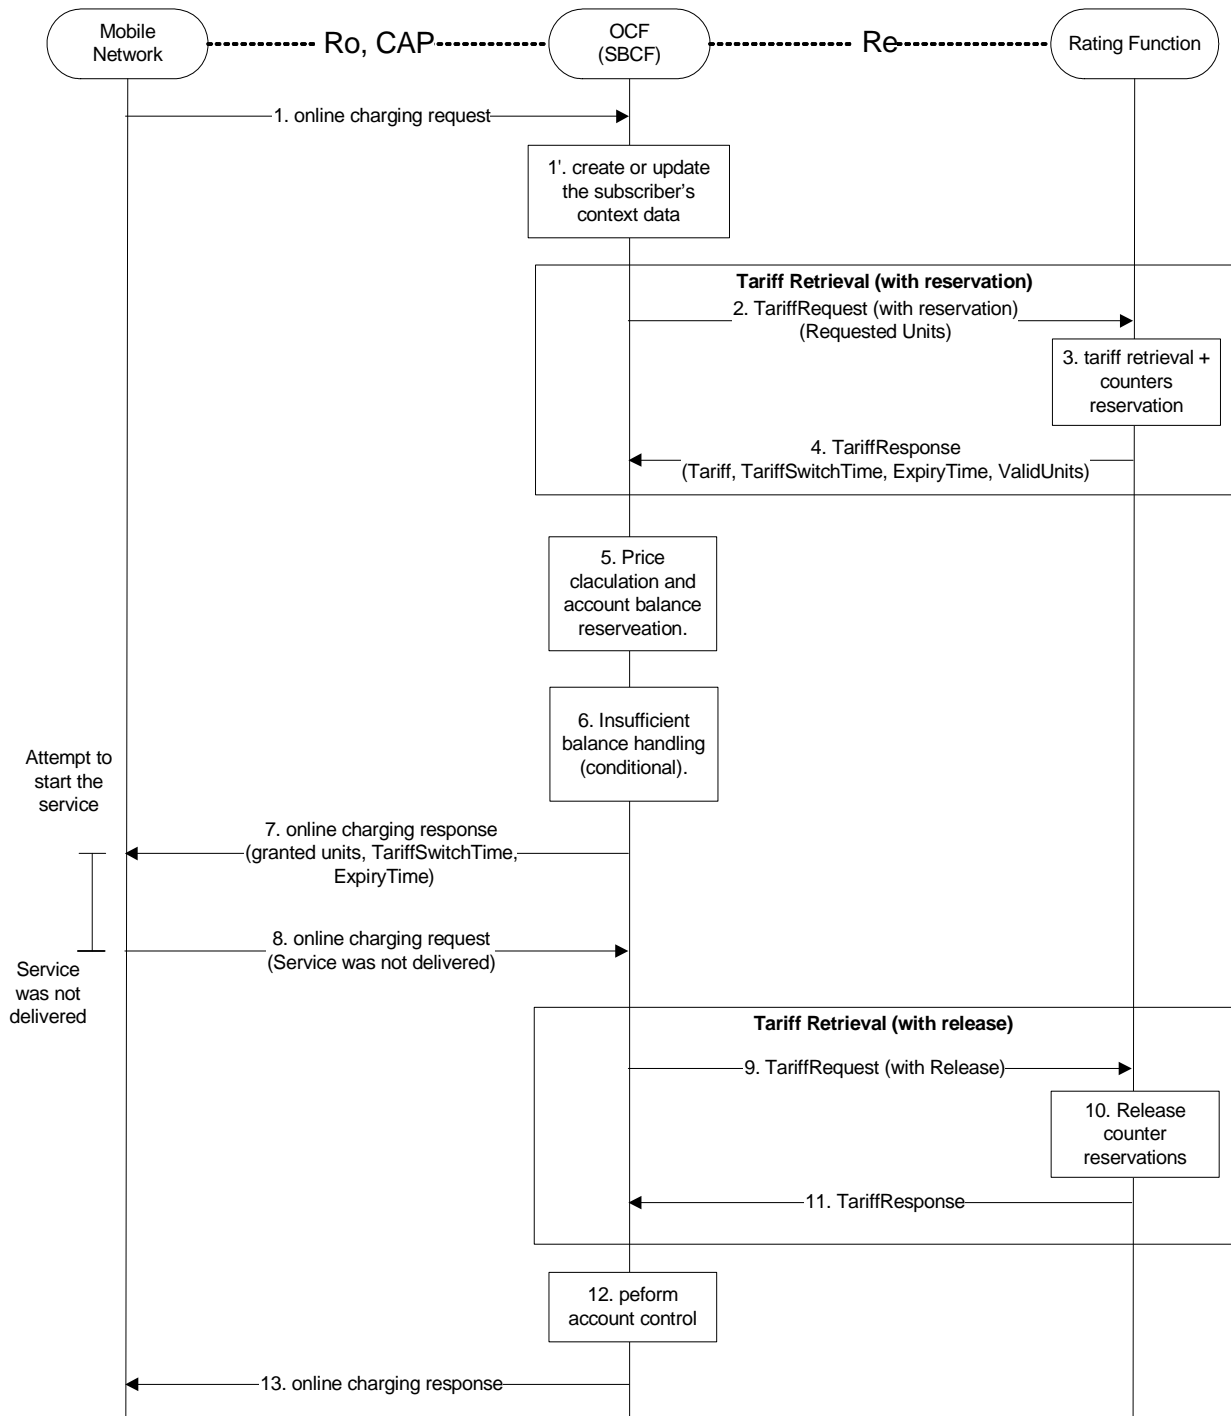 Mobile
Network
Ro, CAP
OCF
(SBCF)
Re
Rating Function
1. online charging request
1'. create or update
the subscriber's
context data
Tariff Retrieval (with reservation)
2. TariffRequest (with reservation)
(Requested Units)
3. tariff retrieval +
counters
reservation
4. TariffResponse
(Tariff, TariffSwitchTime, ExpiryTime, ValidUnits)
5. Price
claculation and
account balance
reserveation.
6. Insufficient
balance handling
(conditional).
Attempt to
start the
service
7. online charging response
(granted units, TariffSwitchTime,
ExpiryTime)
8. online charging request
(Service was not delivered)
Service
was not
delivered
Tariff Retrieval (with release)
9. TariffRequest (with Release)
10. Release
counter
reservations
11. TariffResponse
12. peform
account control
13. online charging response